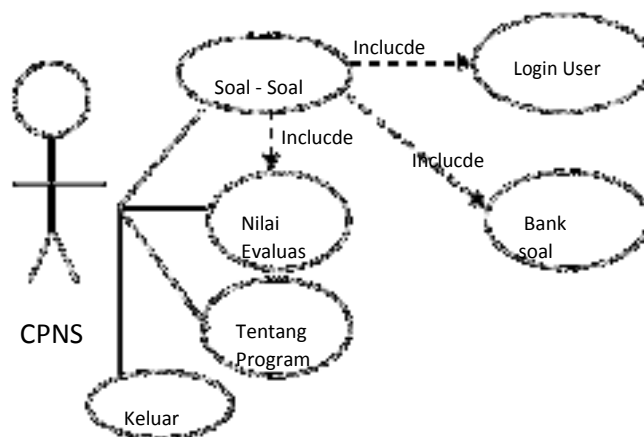 Inclucde
Login User
Soal - Soal
Inclucde
Inclucde
Nilai
Evaluas
Bank
soal
CPNS
Tentang
Program
Keluar